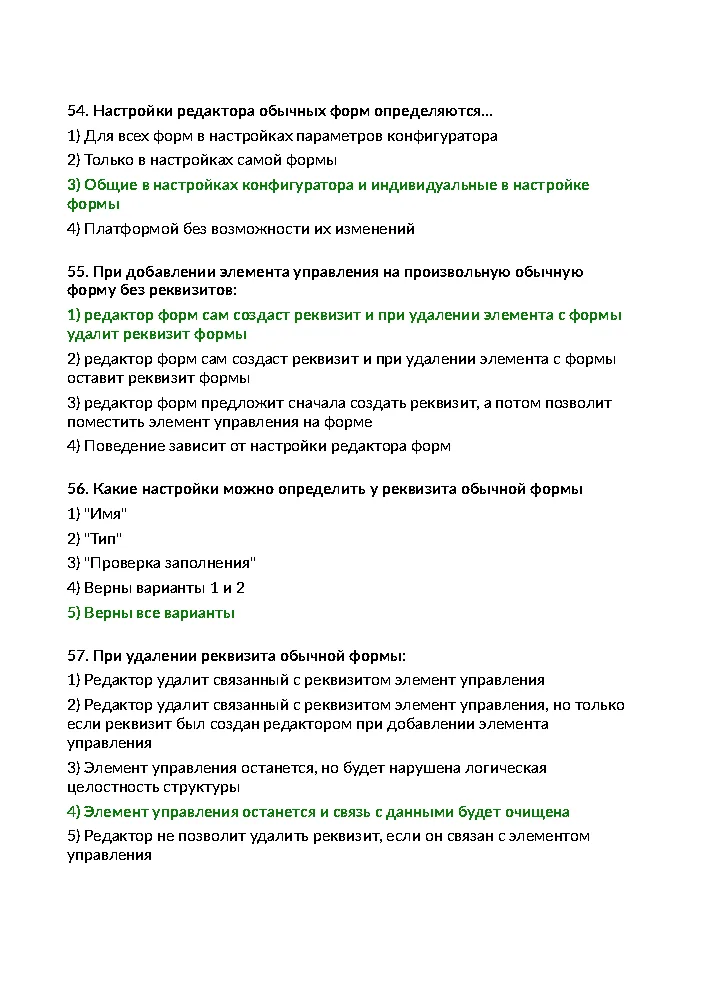 54. Настройки редактора обычных форм определяются...
1) Для всех форм в настройках параметров конфигуратора
2) Только в настройках самой формы
3) Общие в настройках конфигуратора и индивидуальные в настройке
формы
4) Платформой без возможности их изменений
55. При добавлении элемента управления на произвольную обычную
форму без реквизитов:
1) редактор форм сам создаст реквизит и при удалении элемента с формы
удалит реквизит формы
2) редактор форм сам создаст реквизит и при удалении элемента с формы
оставит реквизит формы
3) редактор форм предложит сначала создать реквизит, а потом позволит
поместить элемент управления на форме
4) Поведение зависит от настройки редактора форм
56. Какие настройки можно определить у реквизита обычной формы
1) "Имя"
2) "Тип"
3) "Проверка заполнения"
4) Верны варианты 1 и 2
5) Верны все варианты
57. При удалении реквизита обычной формы:
1) Редактор удалит связанный с реквизитом элемент управления
2) Редактор удалит связанный с реквизитом элемент управления, но только
если реквизит был создан редактором при добавлении элемента
управления
3) Элемент управления останется, но будет нарушена логическая
целостность структуры
4) Элемент управления останется и связь с данными будет очищена
5) Редактор не позволит удалить реквизит, если он связан с элементом
управления